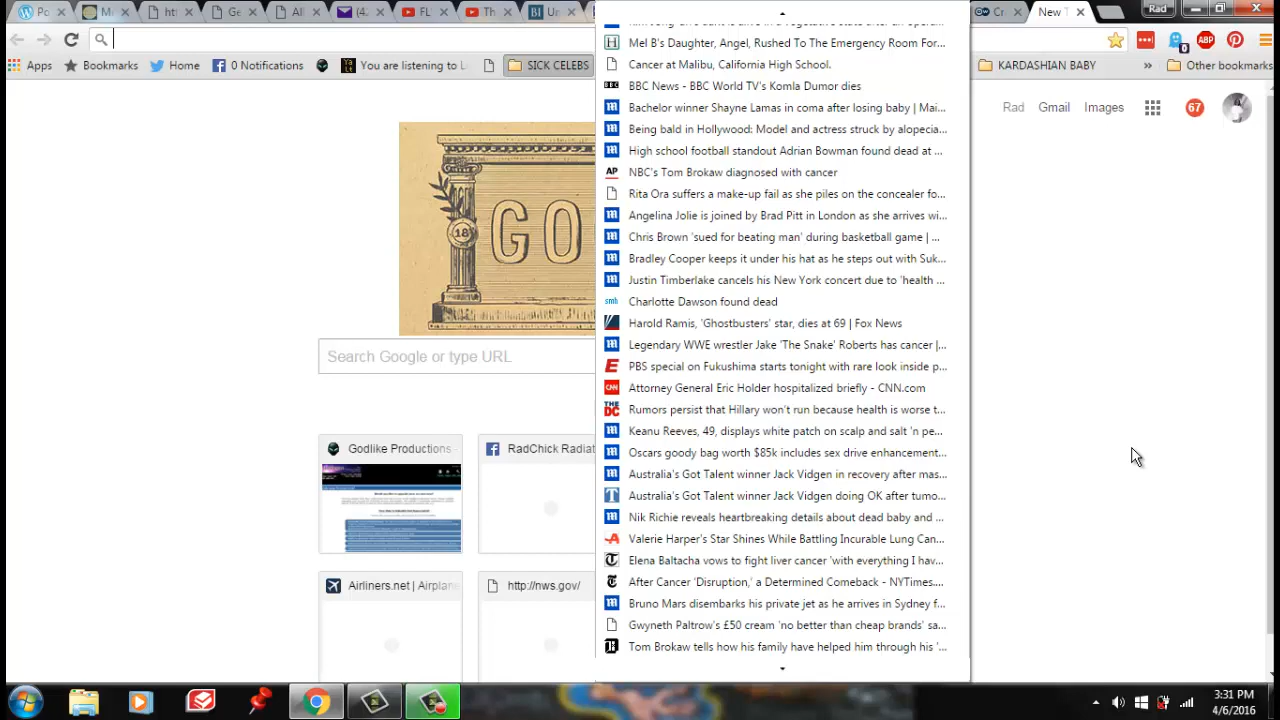 Po
Ma
htt
Ge
All
(4.
FL
Th
Un
Cr
New T
Rad
Apps
Bookmarks
Home
0 Notifications
You are listening to L
SICK CELEBS
KARDASHIAN BABY
»
Other bookmarks
0
ABP
Rad
Gmail
Images
67
18
GO
Search Google or type URL
Godlike Productions
RadChick Radiat
Airliners.net | Airplane
http://nws.gov/
Mel B's Daughter, Angel, Rushed To The Emergency Room For...
Cancer at Malibu, California High School.
BBC News - BBC World TV's Komla Dumor dies
Bachelor winner Shayne Lamas in coma after losing baby | Mai...
Being bald in Hollywood: Model and actress struck by alopecia...
High school football standout Adrian Bowman found dead at ...
NBC's Tom Brokaw diagnosed with cancer
Rita Ora suffers a make-up fail as she piles on the concealer fo...
Angelina Jolie is joined by Brad Pitt in London as she arrives wi...
Chris Brown 'sued for beating man' during basketball game | ...
Bradley Cooper keeps it under his hat as he steps out with Suk...
Justin Timberlake cancels his New York concert due to 'health ...
Charlotte Dawson found dead
Harold Ramis, 'Ghostbusters' star, dies at 69 | Fox News
Legendary WWE wrestler Jake 'The Snake' Roberts has cancer |...
PBS special on Fukushima starts tonight with rare look inside p...
Attorney General Eric Holder hospitalized briefly - CNN.com
Rumors persist that Hillary won't run because health is worse t...
Keanu Reeves, 49, displays white patch on scalp and salt 'n pe...
Oscars goody bag worth $85k includes sex drive enhancement...
Australia's Got Talent winner Jack Vidgen in recovery after mas...
Australia's Got Talent winner Jack Vidgen doing OK after tumo...
Nik Richie reveals heartbreaking details about dead baby and ...
Valerie Harper's Star Shines While Battling Incurable Lung Can...
Elena Baltacha vows to fight liver cancer 'with everything I hav...
After Cancer 'Disruption,' a Determined Comeback - NYTimes....
Bruno Mars disembarks his private jet as he arrives in Sydney f...
Gwyneth Paltrow's £50 cream 'no better than cheap brands' sa...
Tom Brokaw tells how his family have helped him through his '...
3:31 PM
4/6/2016